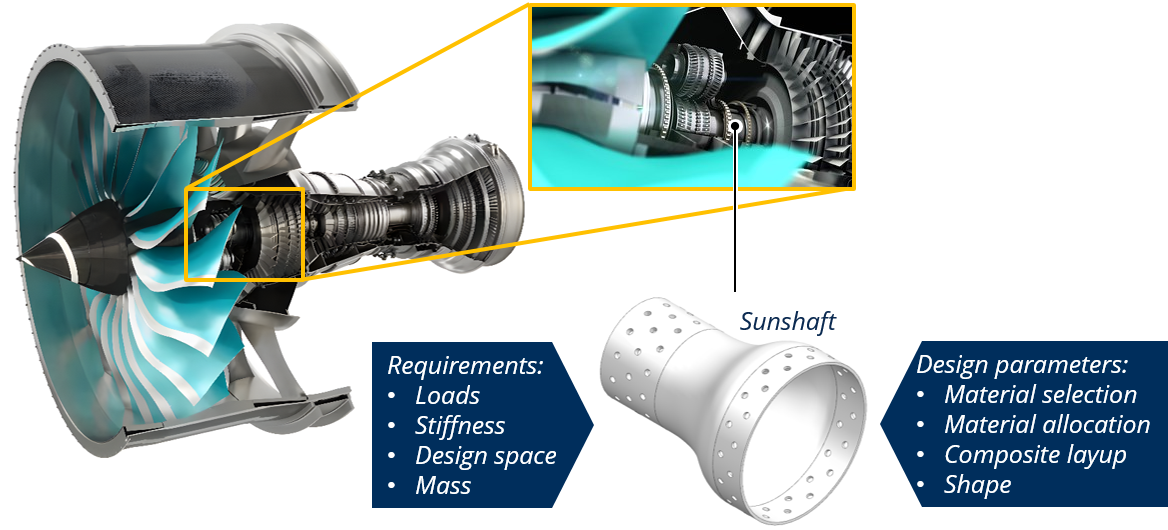 Sunshaft
Requirements:
• Loads
• Stiffness
• Design space
• Mass
Design parameters:
• Material selection
• Material allocation
• Composite layup
• Shape